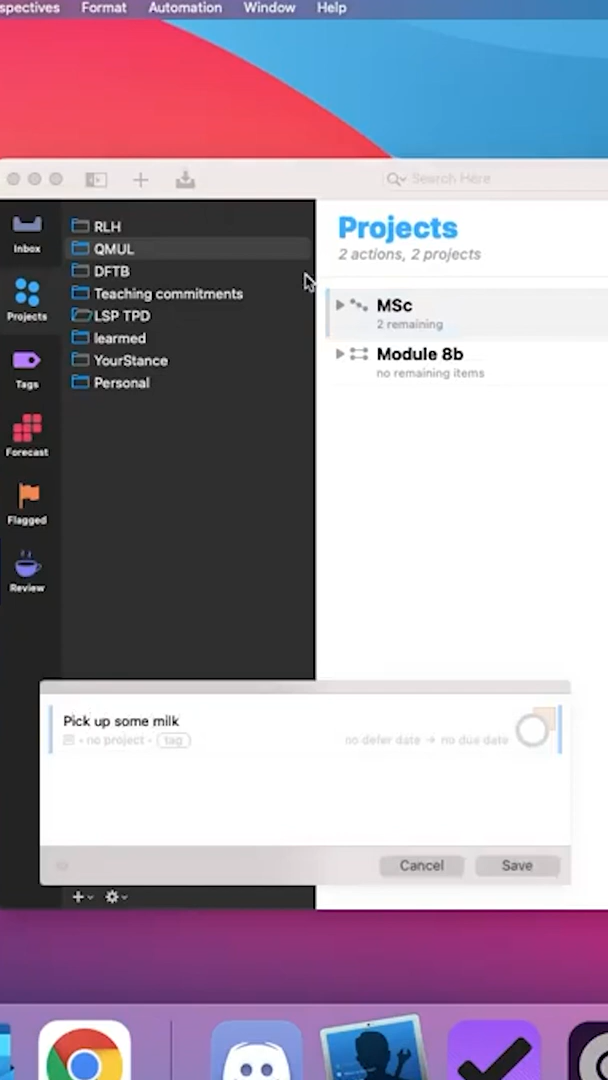 spectives Format Automation Window Help
Search Here
Inbox
Projects
Tags
Forecast
Flagged
Review
RLH
QMUL
DFTB
Teaching commitments
LSP TPD
learmed
YourStance
Personal
Projects
2 actions, 2 projects
MSc
2 remaining
Module 8b
no remaining items
Pick up some milk
- no project - tag
no defer date → no due date
Cancel Save